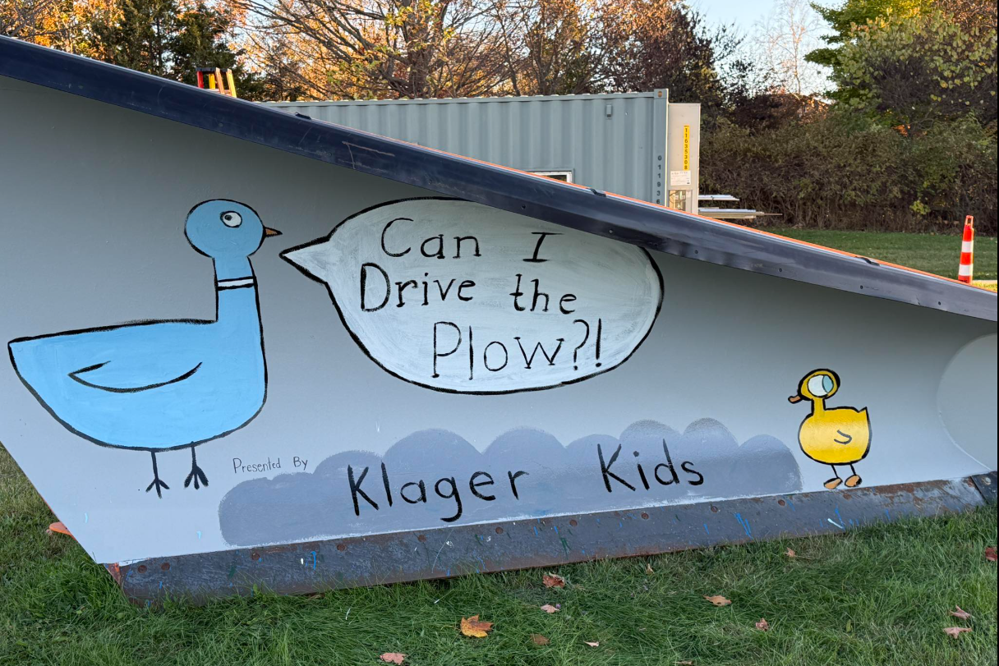 Can I
Drive the
Plow?!
Presented By
Klager Kids